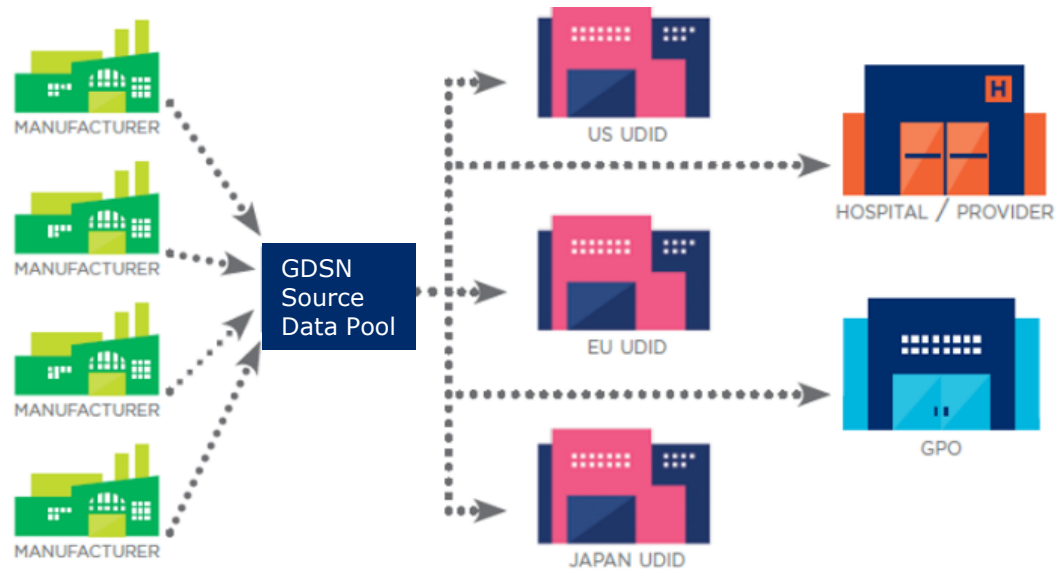 MANUFACTURER
MANUFACTURER
MANUFACTURER
MANUFACTURER
GDSN
Source
Data Pool
US UDID
EU UDID
JAPAN UDID
H
HOSPITAL / PROVIDER
GPO